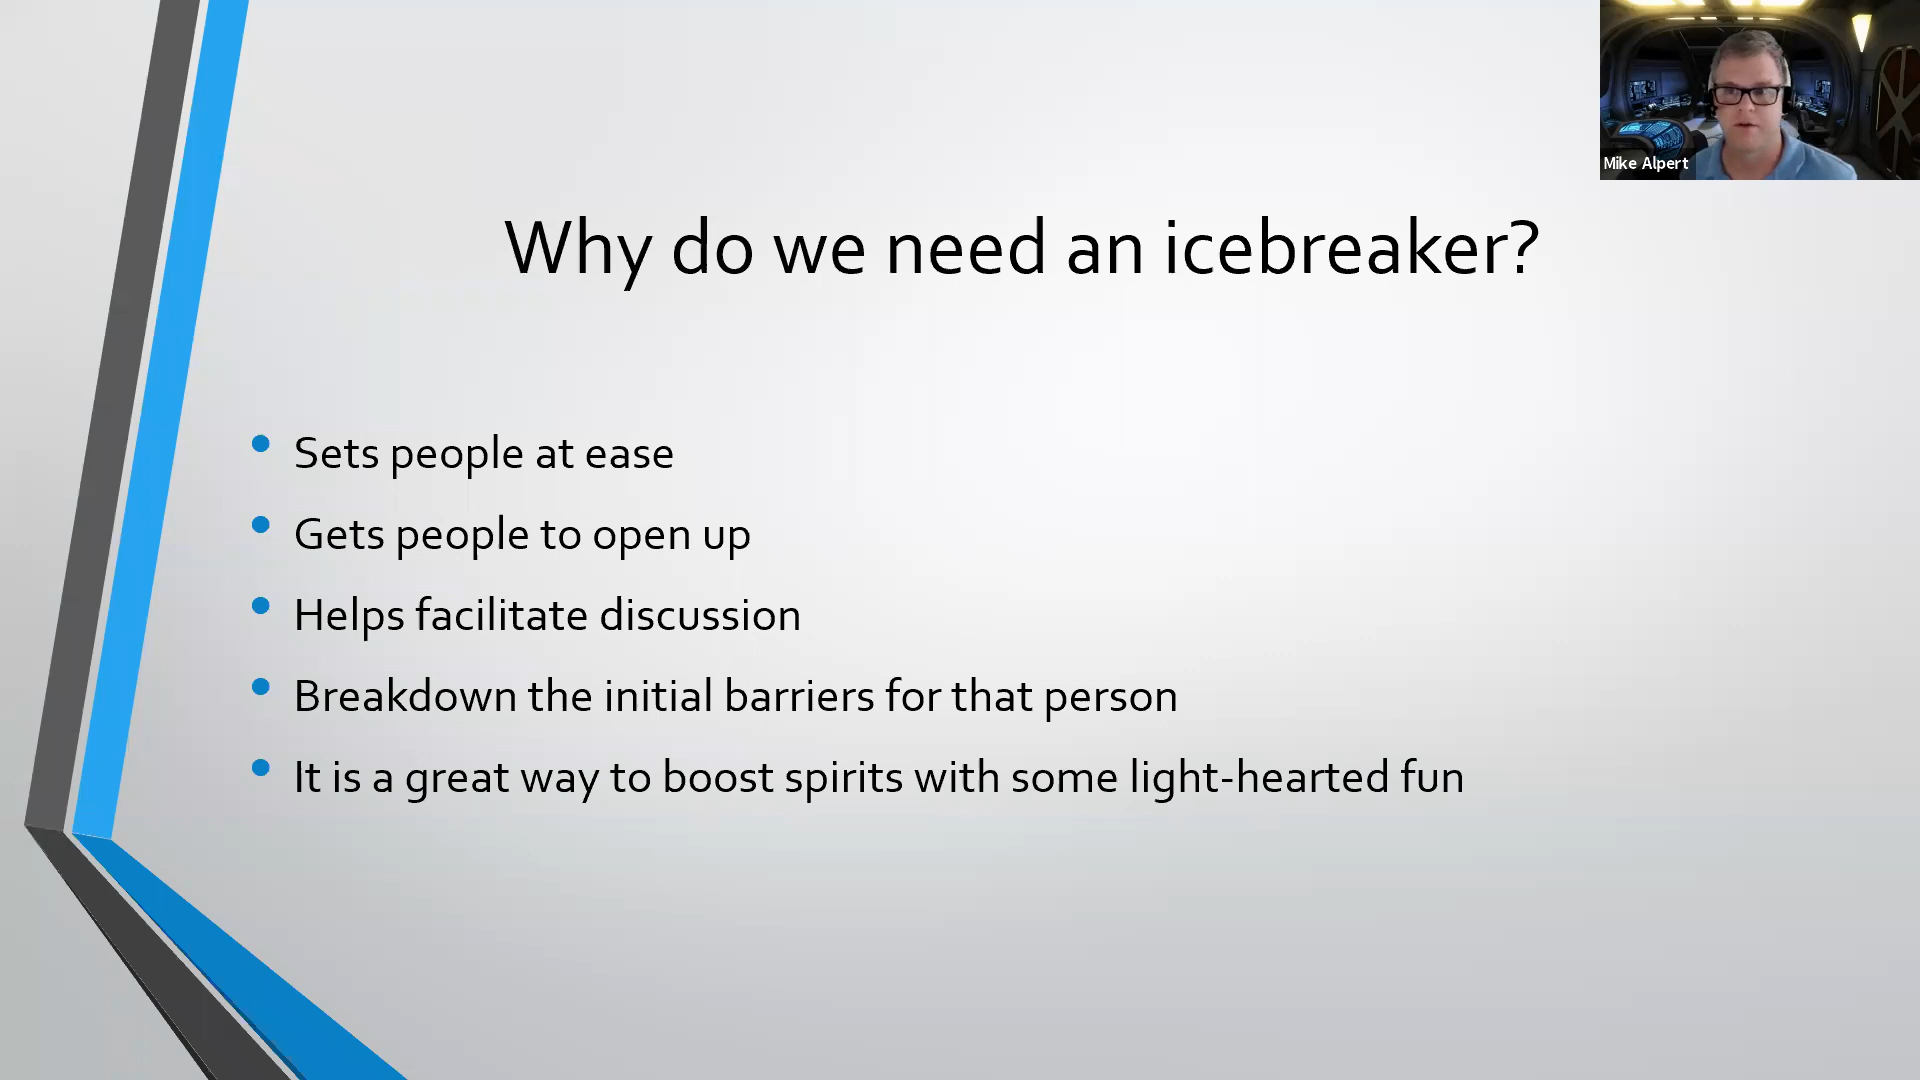 Mike Alpert
Why do we need an icebreaker?
Sets people at ease
Gets people to open up
Helps facilitate discussion
Breakdown the initial barriers for that person
It is a great way to boost spirits with some light-hearted fun